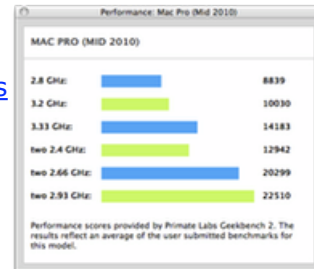 Performance: Mac Pro (Mid 2010)
MAC PRO (MID 2010)
2.8 GHz: 8839
s
3.2 GHz: 10030
3.33 GHz: 14183
two 2.4 GHz: 12942
two 2.66 GHz: 20299
two 2.93 GHz: 22510
Performance scores provided by Primate Labs Geekbench 2. The
results reflect an average of the user submitted benchmarks for
this model.